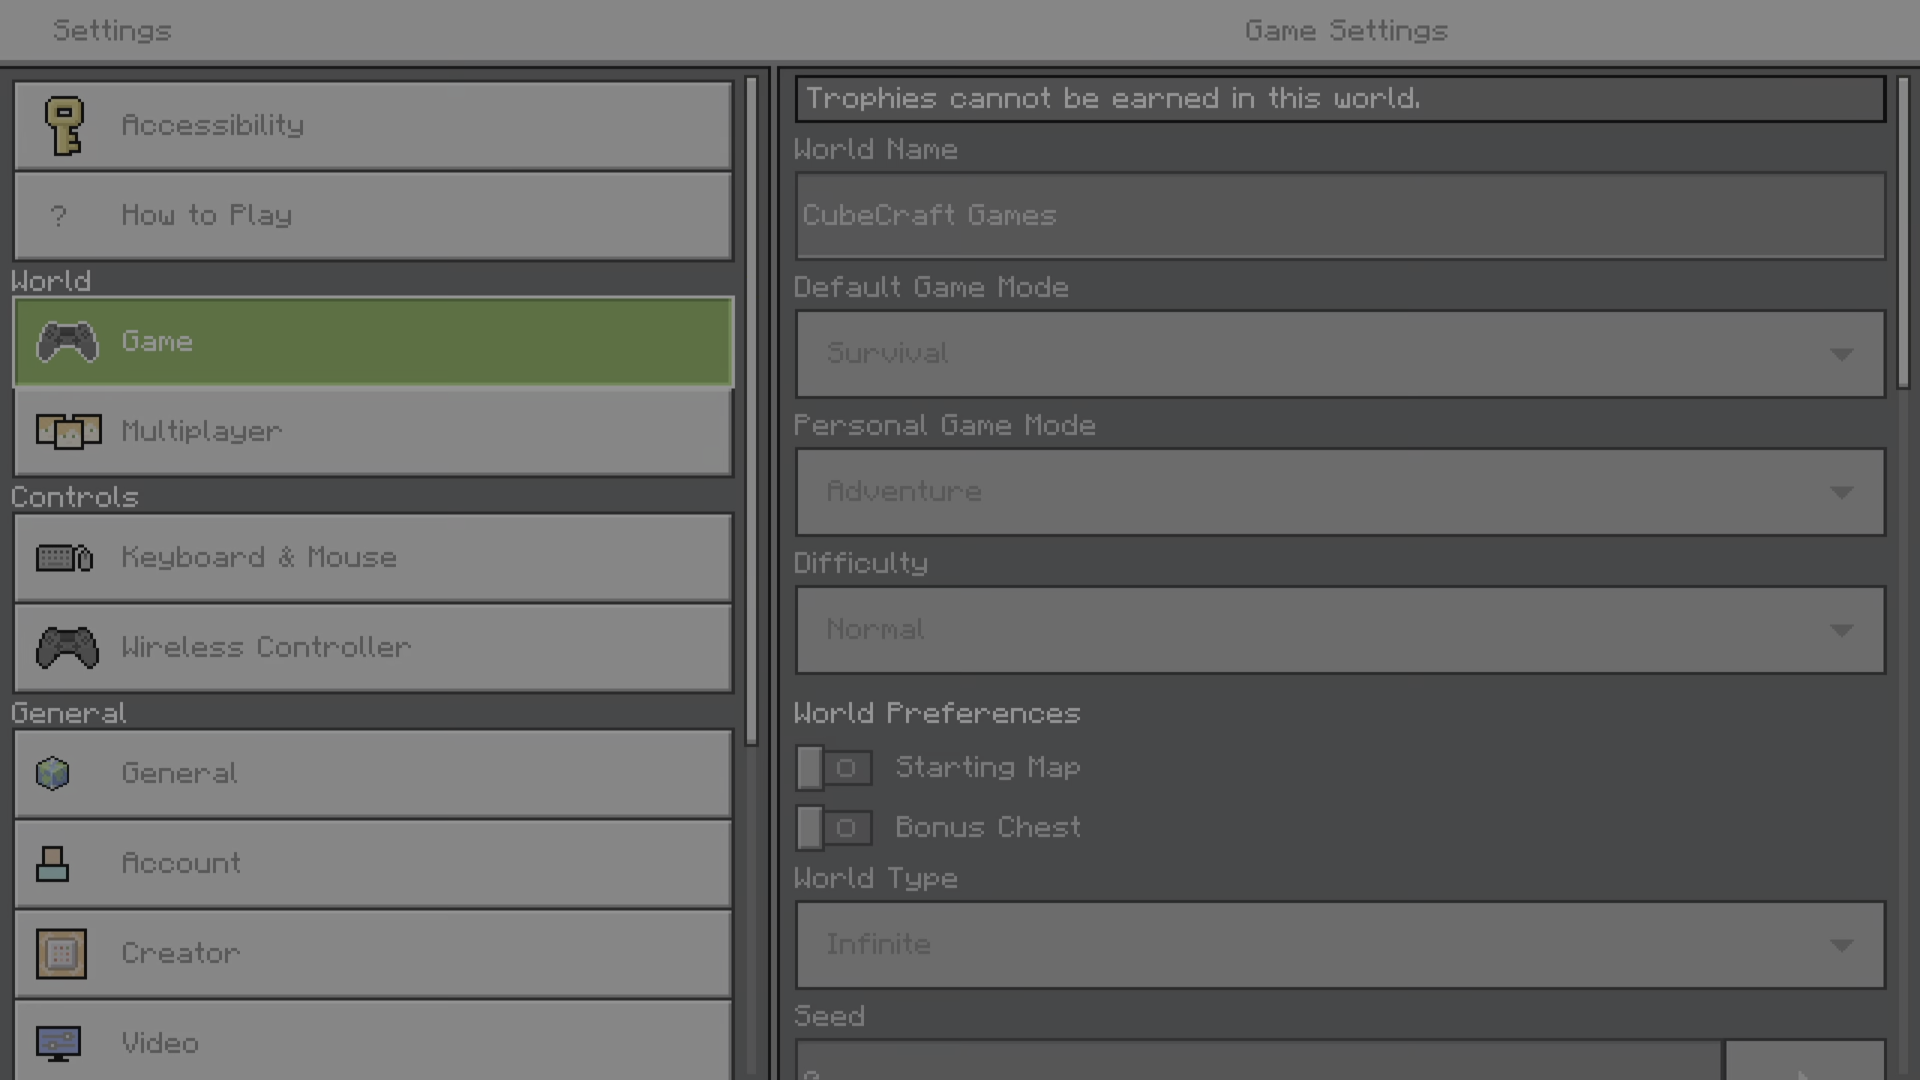 Settings
Game Settings
Accessibility
? How to Play
World
Game
Multiplayer
Controls
Keyboard & Mouse
Wireless Controller
General
General
Account
Creator
Video
Trophies cannot be earned in this world.
World Name
CubeCraft Games
Default Game Mode
Survival
Personal Game Mode
Adventure
Difficulty
Normal
World Preferences
Starting Map
Bonus Chest
World Type
Infinite
Seed